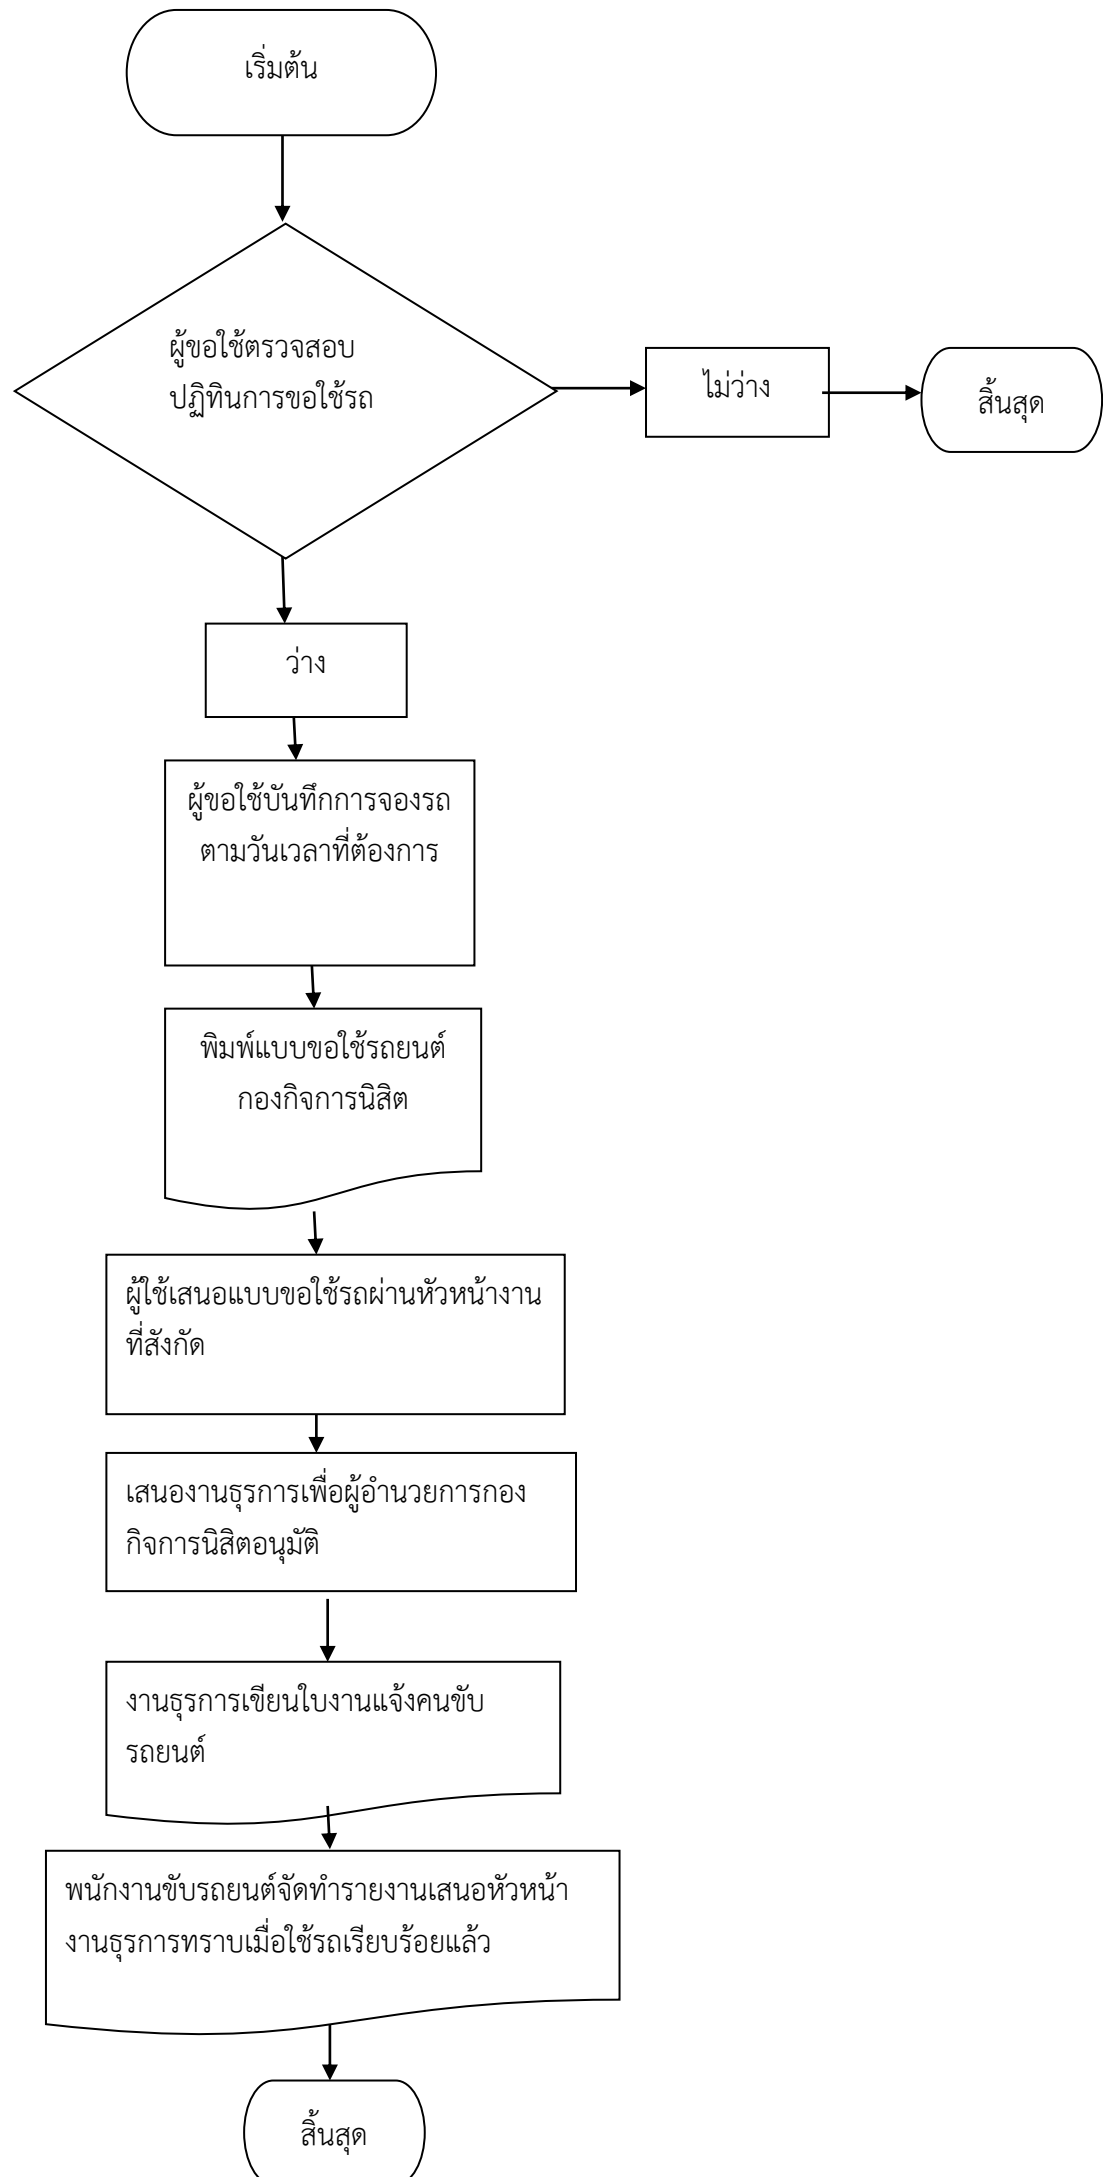 เริ่มต้น
ผู้ขอใช้ตรวจสอบ
ปฏิทินการขอใช้รถ
ไม่ว่าง
สิ้นสุด
ว่าง
ผู้ขอใช้บันทึกการจองรถ
ตามวันเวลาที่ต้องการ
พิมพ์แบบขอใช้รถยนต์
กองกิจการนิสิต
ผู้ใช้เสนอแบบขอใช้รถผ่านหัวหน้างาน
ที่สังกัด
เสนองานธุรการเพื่อผู้อำนวยการกอง
กิจการนิสิตอนุมัติ
งานธุรการเขียนใบงานแจ้งคนขับ
รถยนต์
พนักงานขับรถยนต์จัดทำรายงานเสนอหัวหน้า
งานธุรการทราบเมื่อใช้รถเรียบร้อยแล้ว
สิ้นสุด